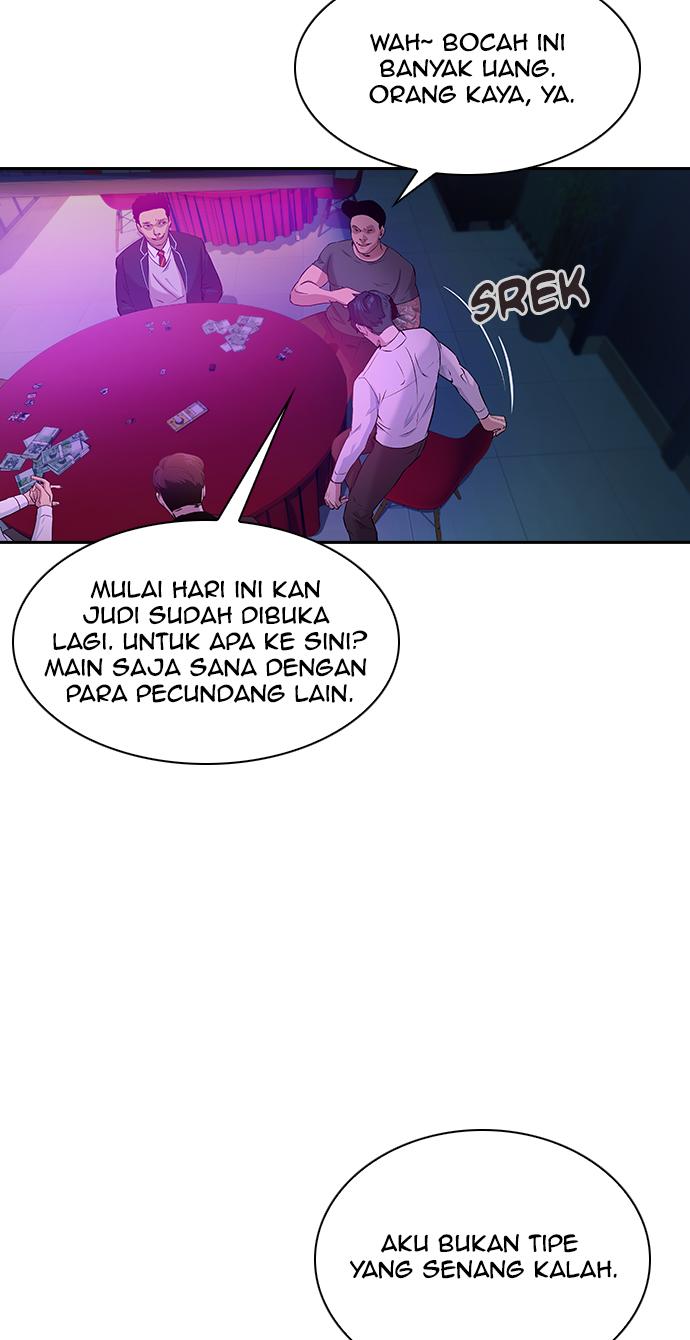 WAH~ BOCAH INI
BANYAK UANG.
ORANG KAYA, YA.
SREK
MULAI HARI INI KAN
JUDI SUDAH DIBUKA
LAGI. UNTUK APA KE SINI?
MAIN SAJA SANA DENGAN
PARA PECUNDANG LAIN.
AKU BUKAN TIPE
YANG SENANG KALAH.